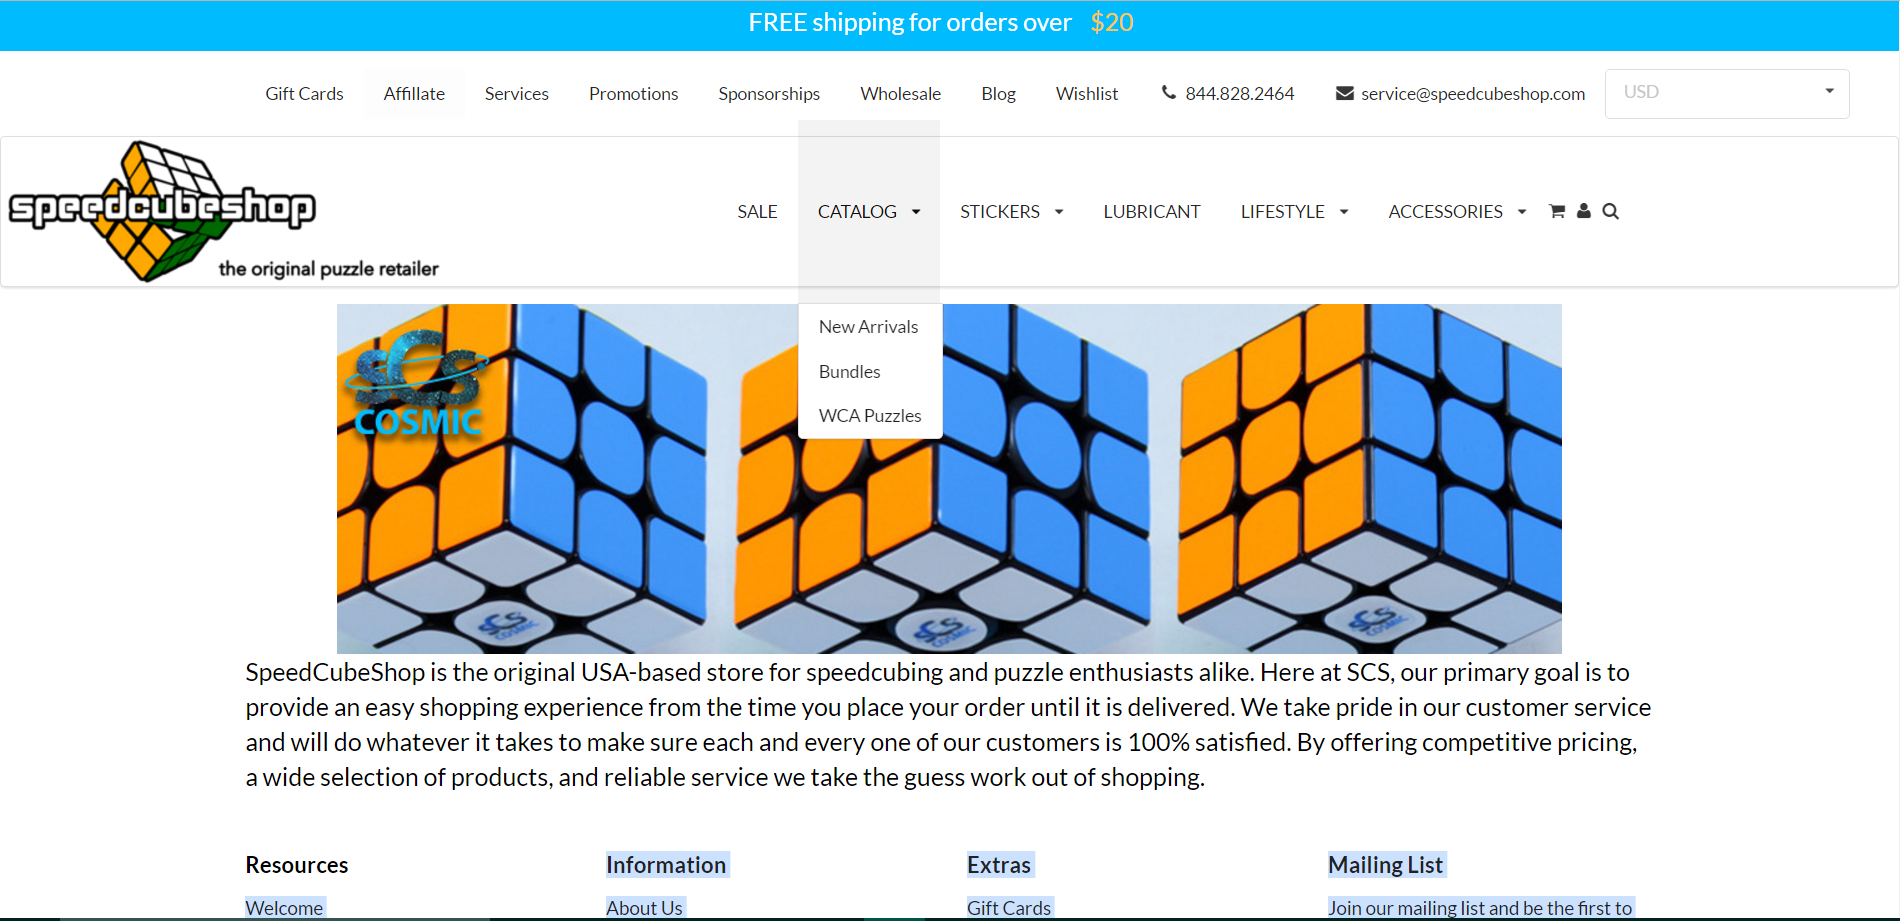 FREE shipping for orders over $20
Gift Cards Affillate Services Promotions Sponsorships Wholesale Blog Wishlist 844.828.2464 service@speedcubeshop.com USD
speedcubeshop
the original puzzle retailer
SALE CATALOG STICKERS LUBRICANT LIFESTYLE ACCESSORIES
New Arrivals
Bundles
WCA Puzzles
SCS
COSMIC
SCS
COSMIC
SCS
COSMIC
SCS
COSMIC
SpeedCubeShop is the original USA-based store for speedcubing and puzzle enthusiasts alike. Here at SCS, our primary goal is to
provide an easy shopping experience from the time you place your order until it is delivered. We take pride in our customer service
and will do whatever it takes to make sure each and every one of our customers is 100% satisfied. By offering competitive pricing,
a wide selection of products, and reliable service we take the guess work out of shopping.
Resources Information Extras Mailing List
Welcome About Us Gift Cards Join our mailing list and be the first to